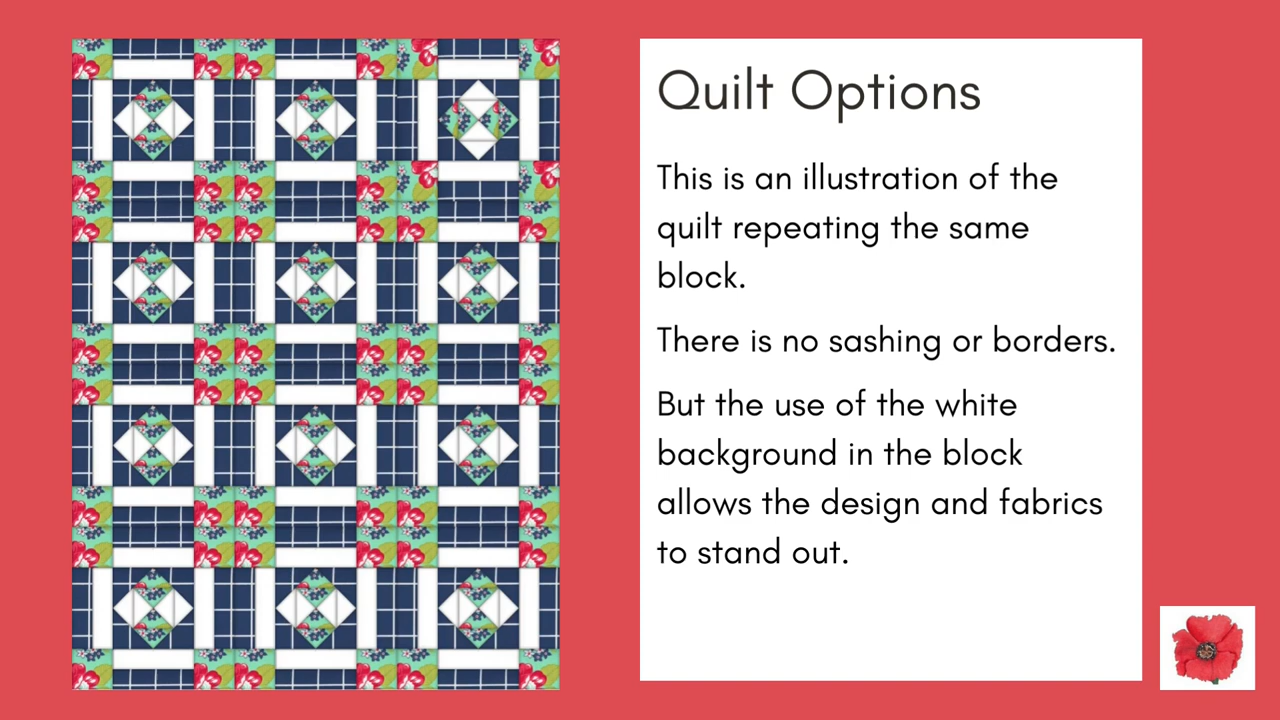 Quilt Options
This is an illustration of the
quilt repeating the same
block.
There is no sashing or borders.
But the use of the white
background in the block
allows the design and fabrics
to stand out.